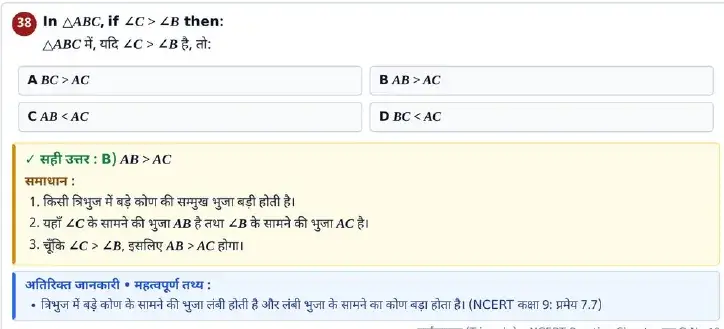 38 In △ABC, if ∠C > ∠B then:
△ABC में, यदि ∠C > ∠B है, तो:
A BC > AC
B AB > AC
C AB < AC
D BC < AC
✓ सही उत्तर : B) AB > AC
समाधान :
1. किसी त्रिभुज में बड़े कोण की सम्मुख भुजा बड़ी होती है।
2. यहाँ ∠C के सामने की भुजा AB है तथा ∠B के सामने की भुजा AC है।
3. चूँकि ∠C > ∠B, इसलिए AB > AC होगा।
अतिरिक्त जानकारी • महत्वपूर्ण तथ्य :
• त्रिभुज में बड़े कोण के सामने की भुजा लंबी होती है और लंबी भुजा के सामने का कोण बड़ा होता है। (NCERT कक्षा 9: प्रमेय 7.7)